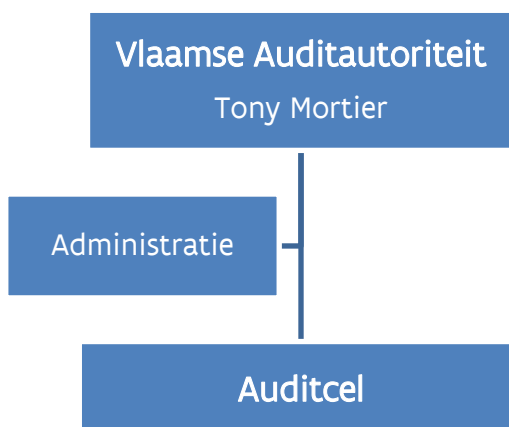 Vlaamse Auditautoriteit
Tony Mortier
Administratie
Auditcel